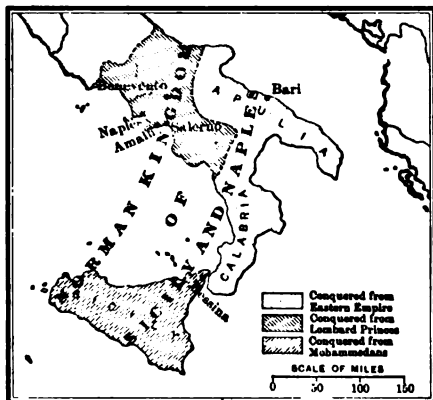 Benevento
Bari
APULIA
Naples
Amalfi
Salerno
NORMAN KINGDOM
OF
SICILY AND NAPLES
CALABRIA
Messina
Conquered from
Eastern Empire
Conquered from
Lombard Princes
Conquered from
Mohammedans
SCALE OF MILES
0 50 100 150